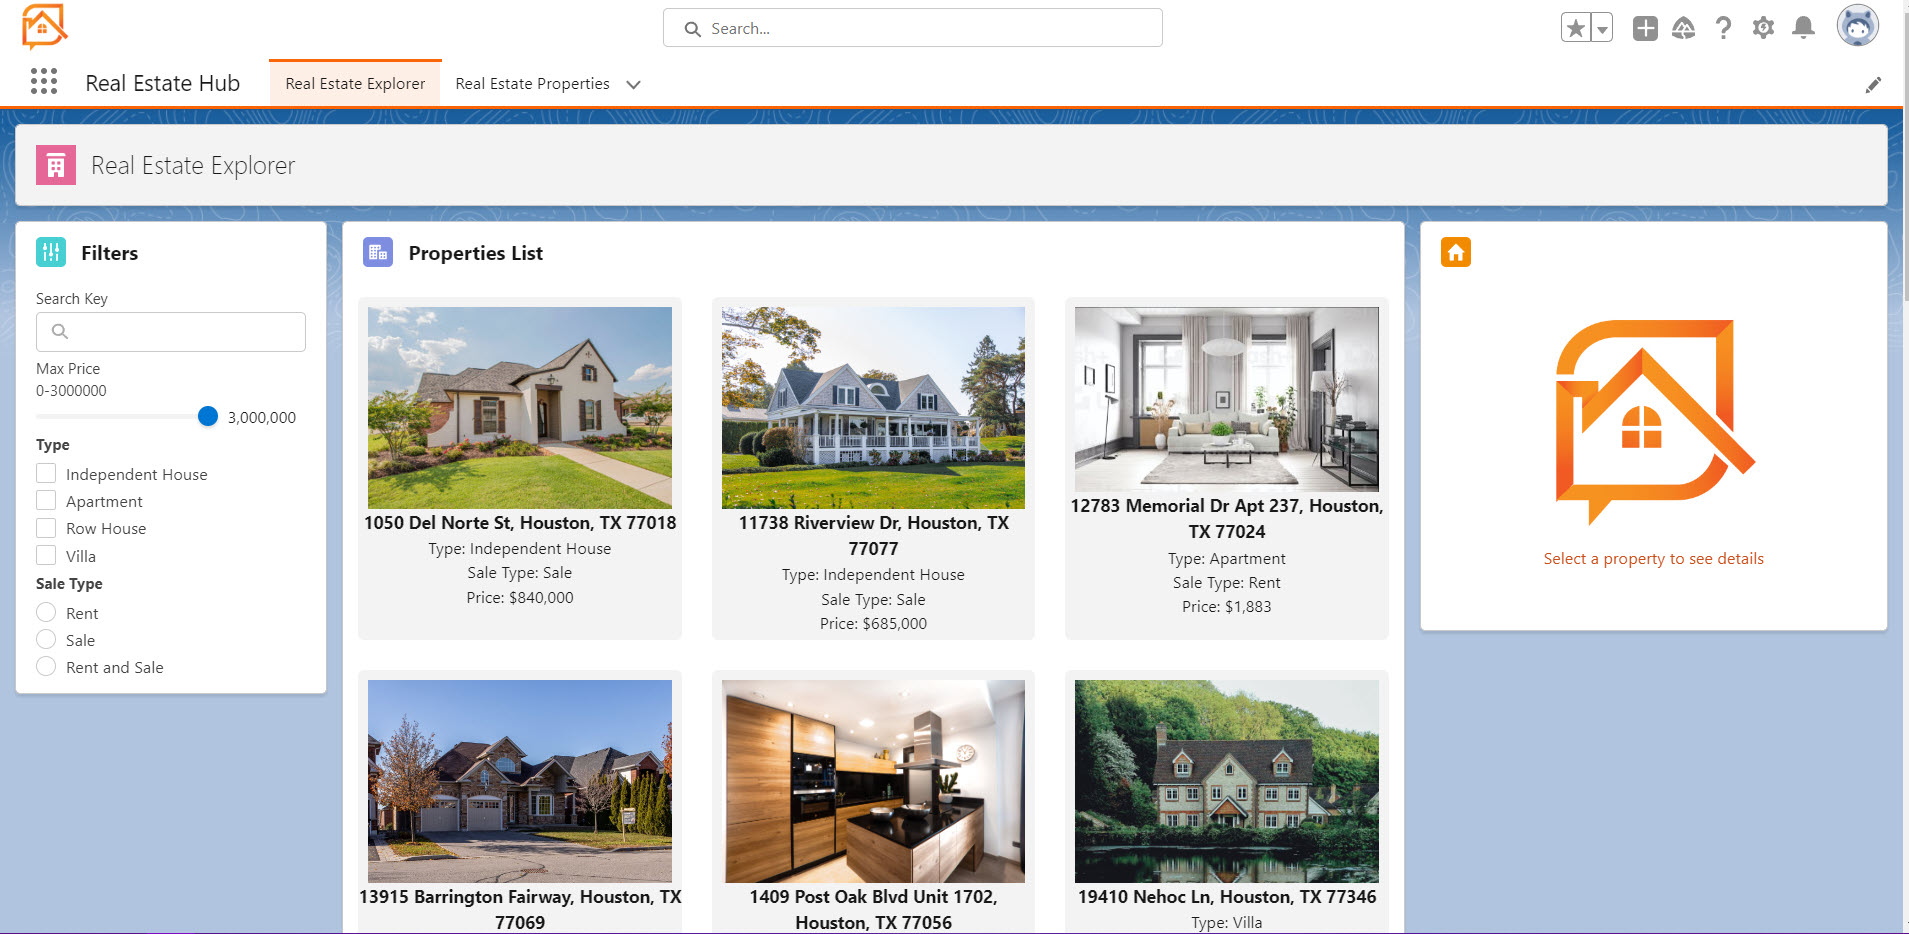 Search...
Real Estate Hub
Real Estate Explorer
Real Estate Properties
Real Estate Explorer
Filters
Search Key
Max Price
0-3000000
3,000,000
Type
Independent House
Apartment
Row House
Villa
Sale Type
Rent
Sale
Rent and Sale
Properties List
1050 Del Norte St, Houston, TX 77018
Type: Independent House
Sale Type: Sale
Price: $840,000
11738 Riverview Dr, Houston, TX
77077
Type: Independent House
Sale Type: Sale
Price: $685,000
12783 Memorial Dr Apt 237, Houston,
TX 77024
Type: Apartment
Sale Type: Rent
Price: $1,883
13915 Barrington Fairway, Houston, TX
77069
1409 Post Oak Blvd Unit 1702,
Houston, TX 77056
19410 Nehoc Ln, Houston, TX 77346
Type: Villa
Select a property to see details